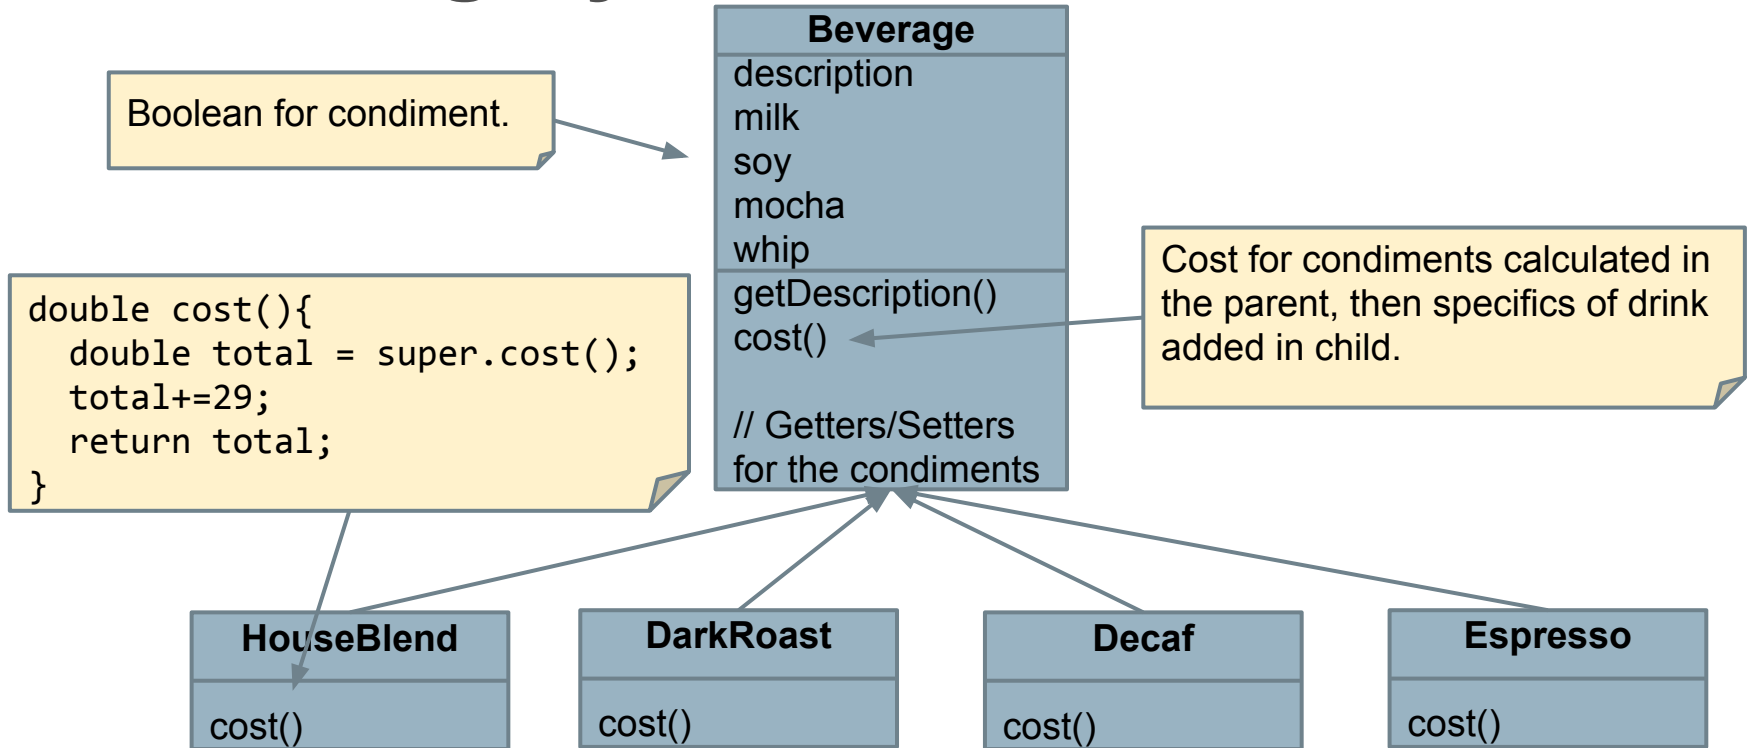 Beverage
description
milk
soy
mocha
whip
getDescription()
cost()
// Getters/Setters
for the condiments
Boolean for condiment.
Cost for condiments calculated in
the parent, then specifics of drink
added in child.
double cost(){
  double total = super.cost();
  total+=29;
  return total;
}
HouseBlend
cost()
DarkRoast
cost()
Decaf
cost()
Espresso
cost()